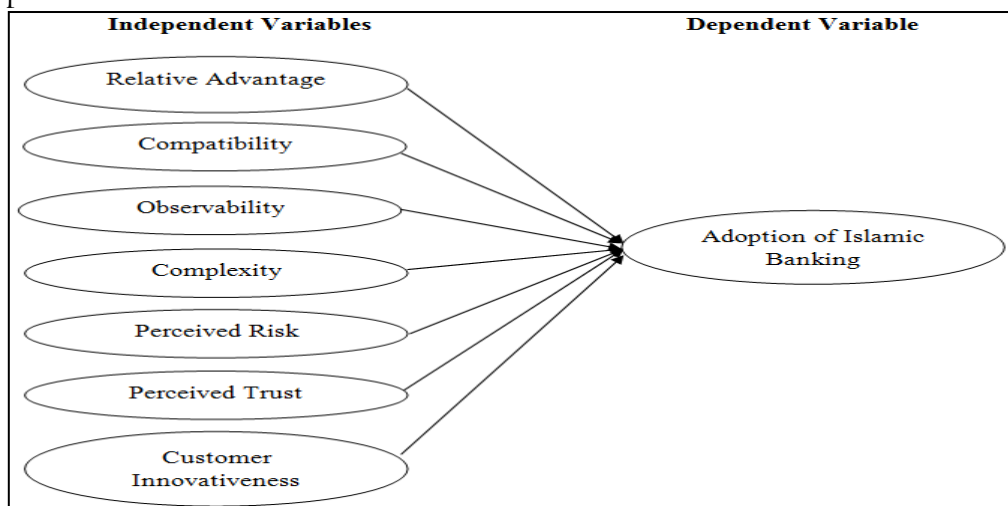 Independent Variables
Dependent Variable
Relative Advantage
Compatibility
Observability
Complexity
Perceived Risk
Perceived Trust
Customer
Innovativeness
Adoption of Islamic
Banking